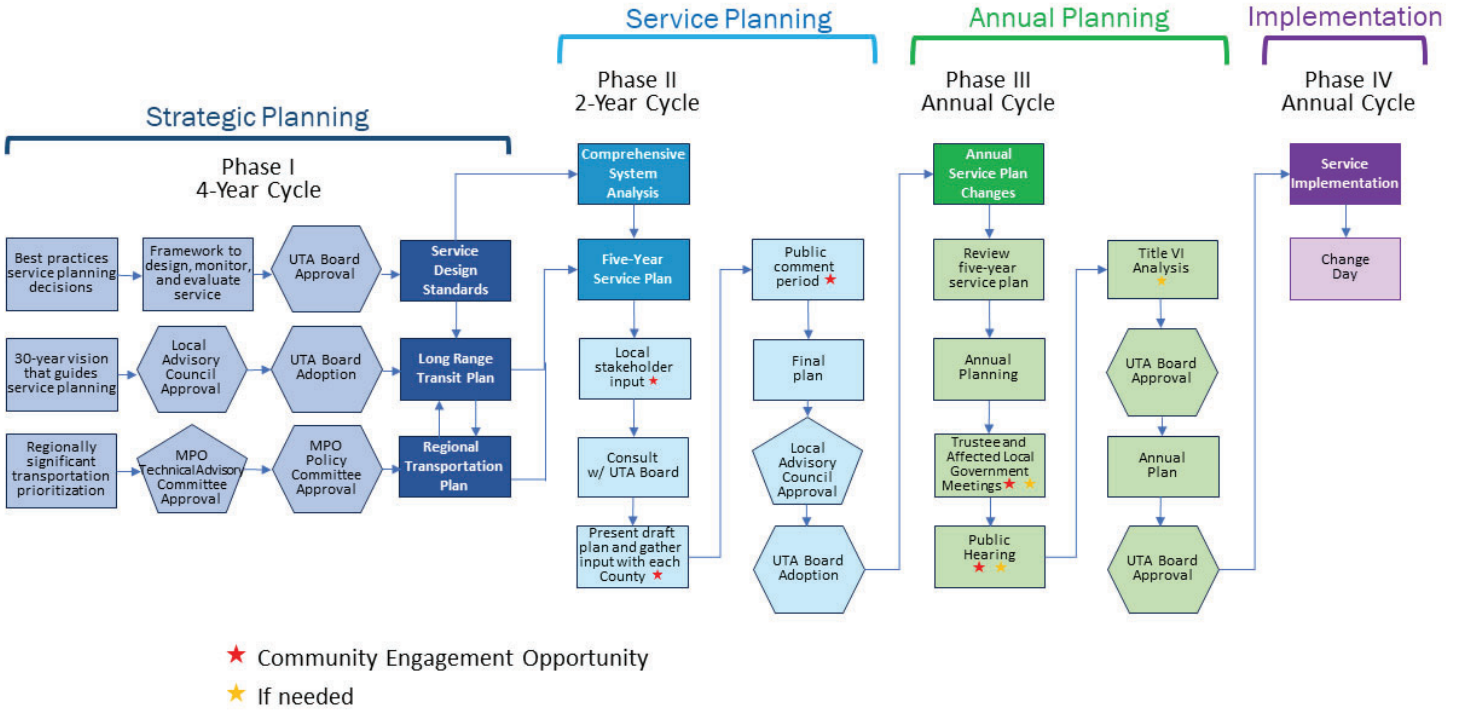 Strategic Planning
Phase I
4-Year Cycle
Best practices
service planning
decisions
Framework to
design, monitor,
and evaluate
service
UTA Board
Approval
Service
Design
Standards
30-year vision
that guides
service planning
Local
Advisory
Council
Approval
UTA Board
Adoption
Long Range
Transit Plan
Regionally
significant
transportation
prioritization
MPO
Technical Advisory
Committee
Approval
MPO
Policy
Committee
Approval
Regional
Transportation
Plan
Service Planning
Phase II
2-Year Cycle
Comprehensive
System
Analysis
Five-Year
Service Plan
Local
stakeholder
input
Consult
w/ UTA Board
Present draft
plan and gather
input with each
County
Public
comment
period
Final
plan
Local
Advisory
Council
Approval
UTA Board
Adoption
Annual Planning
Phase III
Annual Cycle
Annual
Service Plan
Changes
Review
five-year
service plan
Annual
Planning
Trustee and
Affected Local
Government
Meetings
Public
Hearing
Title VI
Analysis
UTA Board
Approval
Annual
Plan
UTA Board
Approval
Implementation
Phase IV
Annual Cycle
Service
Implementation
Change
Day
Community Engagement Opportunity
If needed